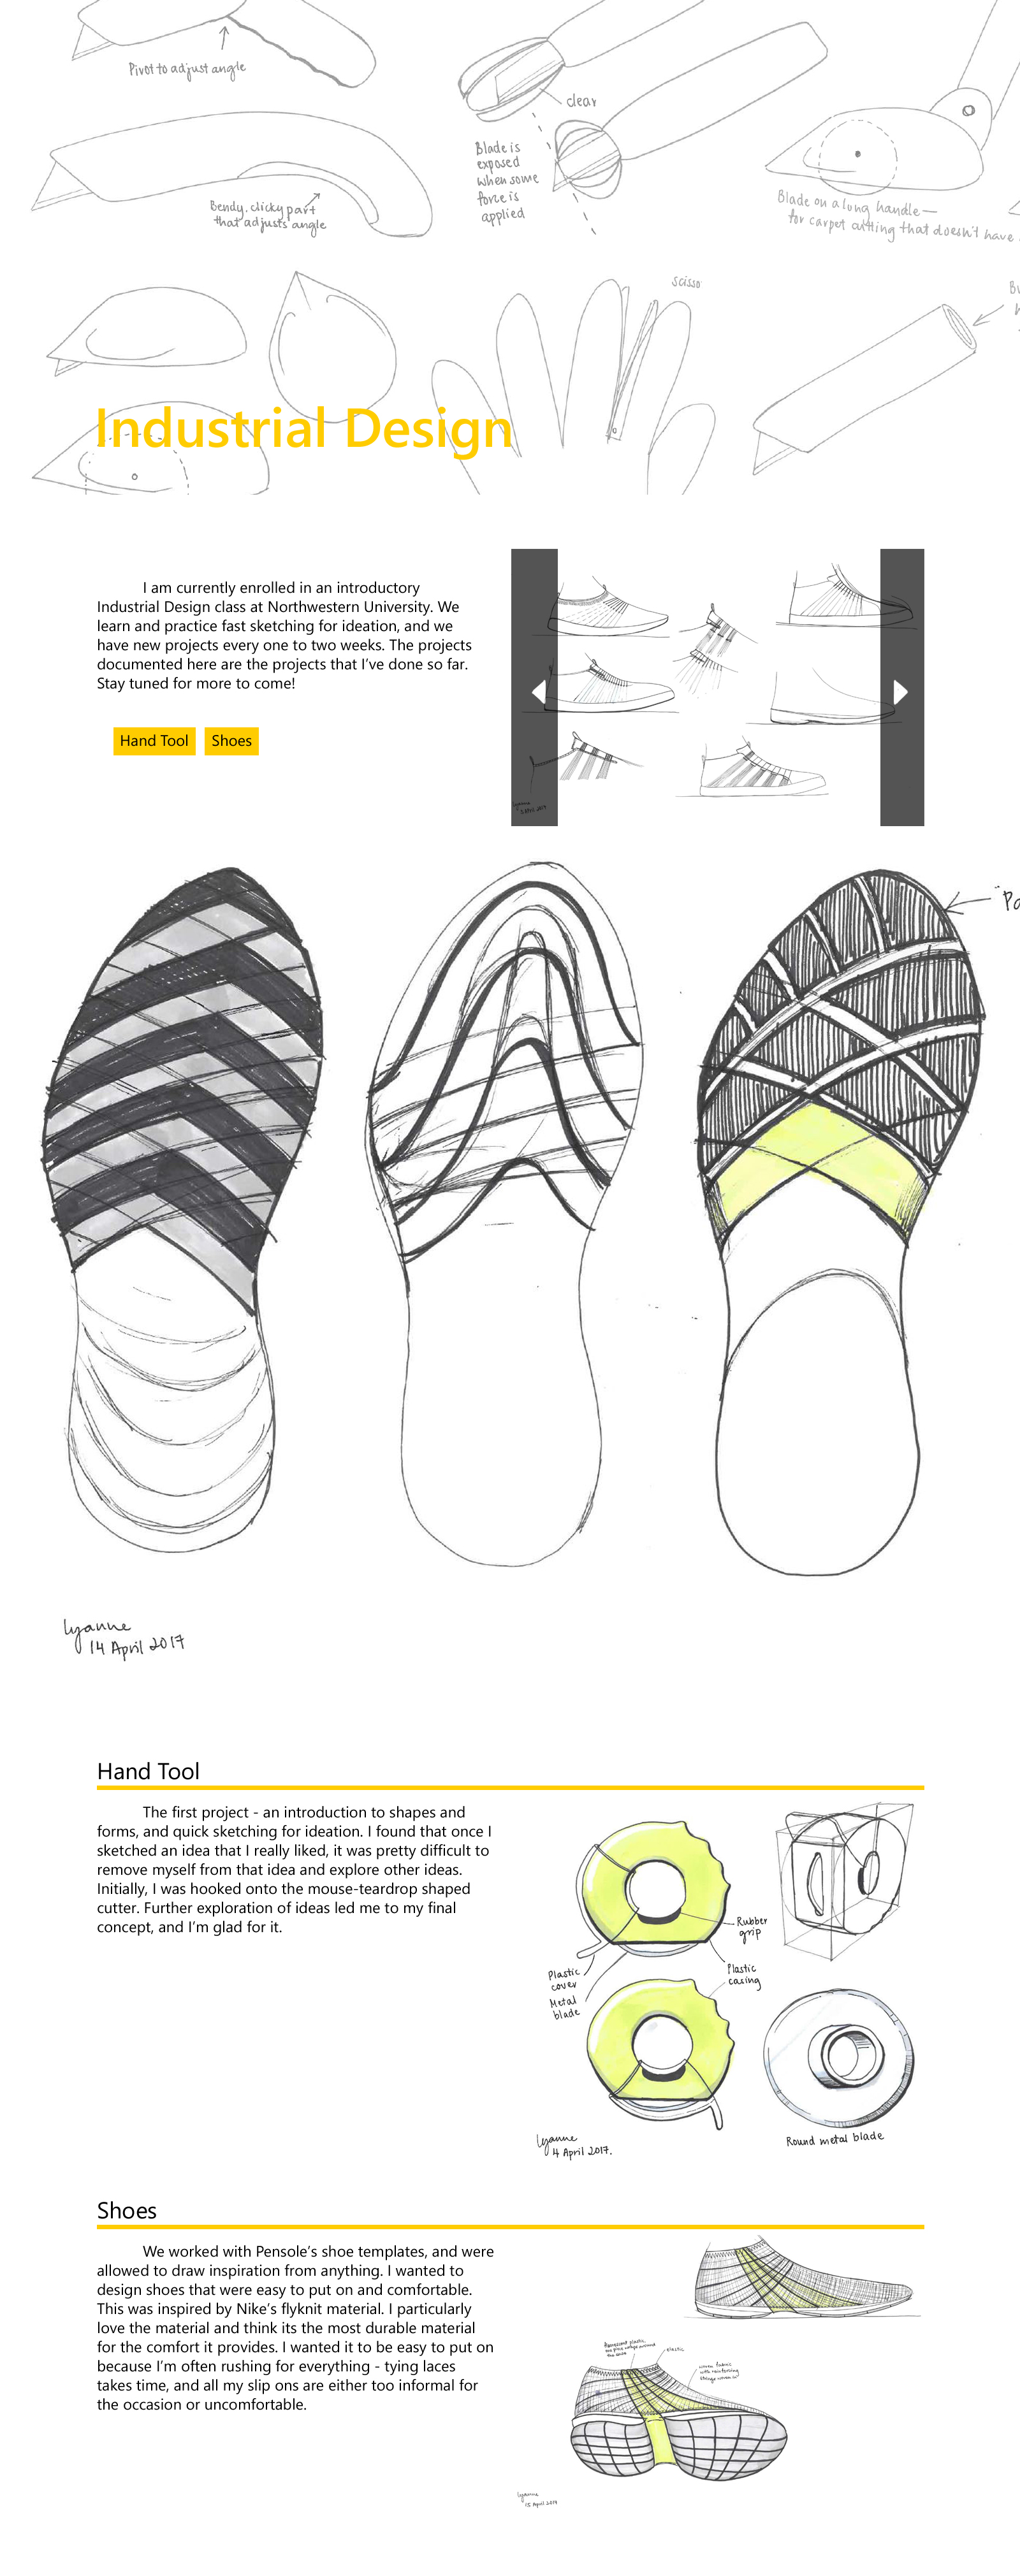 Pivot to adjust angle
clear
Blade is
exposed
when some
force is
applied
Bendy, clicky part
that adjusts angle
Blade on a long handle—
for carpet cutting that doesn't have
scisso
Industrial Design
I am currently enrolled in an introductory
Industrial Design class at Northwestern University. We
learn and practice fast sketching for ideation, and we
have new projects every one to two weeks. The projects
documented here are the projects that I've done so far.
Stay tuned for more to come!
Hand Tool
Shoes
Lyanne
14 April 2017
Hand Tool
The first project - an introduction to shapes and
forms, and quick sketching for ideation. I found that once I
sketched an idea that I really liked, it was pretty difficult to
remove myself from that idea and explore other ideas.
Initially, I was hooked onto the mouse-teardrop shaped
cutter. Further exploration of ideas led me to my final
concept, and I'm glad for it.
Rubber
grip
Plastic
cover
Metal
blade
Plastic
casing
Lyanne
4 April 2017.
Round metal blade
Shoes
We worked with Pensole's shoe templates, and were
allowed to draw inspiration from anything. I wanted to
design shoes that were easy to put on and comfortable.
This was inspired by Nike's flyknit material. I particularly
love the material and think its the most durable material
for the comfort it provides. I wanted it to be easy to put on
because I'm often rushing for everything - tying laces
takes time, and all my slip ons are either too informal for
the occasion or uncomfortable.
elastic
Lyanne
15 April 2017